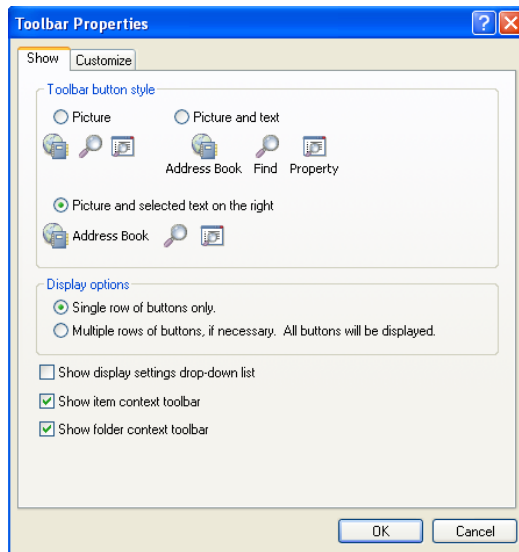 Toolbar Properties
Show Customize
Toolbar button style
Picture Picture and text
Address Book Find Property
Picture and selected text on the right
Address Book
Display options
Single row of buttons only.
Multiple rows of buttons, if necessary. All buttons will be displayed.
Show display settings drop-down list
Show item context toolbar
Show folder context toolbar
OK Cancel